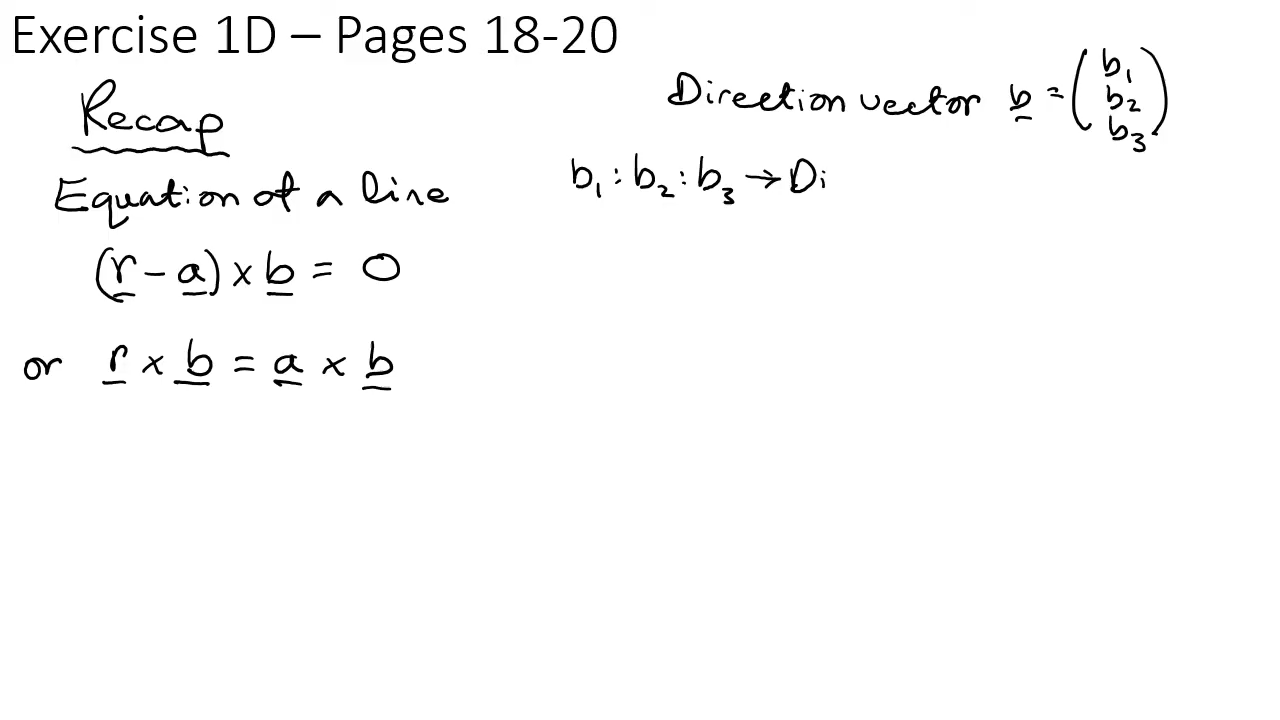 Exercise 1D – Pages 18-20
Recap
Equation of a line
(r - a) × b = 0
or r × b = a × b
Direction vector b = (b₁ b₂ b₃)
b₁ : b₂ : b₃ → Di